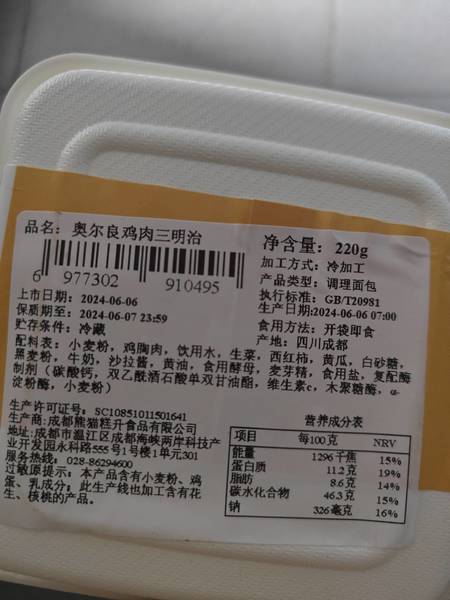 品名：奥尔良鸡肉三明治
净含量：220g
6 977302 910495
加工方式：冷加工
产品类型：调理面包
执行标准：GB/T20981
上市日期：2024-06-06
生产日期:2024-06-06 07:00
保质期至：2024-06-07 23:59
食用方法：开袋即食
贮存条件：冷藏
产地：四川成都
配料表：小麦粉，鸡胸肉，饮用水，生菜，西红柿，黄瓜，白砂糖，
黑麦粉，牛奶，沙拉酱，黄油，食用酵母，麦芽精，食用盐，复配酶
制剂（碳酸钙，双乙酰酒石酸单双甘油酯，维生素c，木聚糖酶，α-
淀粉酶，小麦粉）
生产许可证号：SC10851011501641
生产商：成都熊猫糕升食品有限公司
地址:成都市温江区成都海峡两岸科技产
业开发园永科路555号1号楼1单元301
服务热线：028-86294600
过敏原提示：本产品含有小麦粉、鸡
蛋、乳成分；此生产线也加工含有花
生、核桃的产品。
营养成分表
项目 每100克 NRV
能量 1296千焦 15%
蛋白质 11.2克 19%
脂肪 8.6克 14%
碳水化合物 46.3克 15%
钠 326毫克 16%